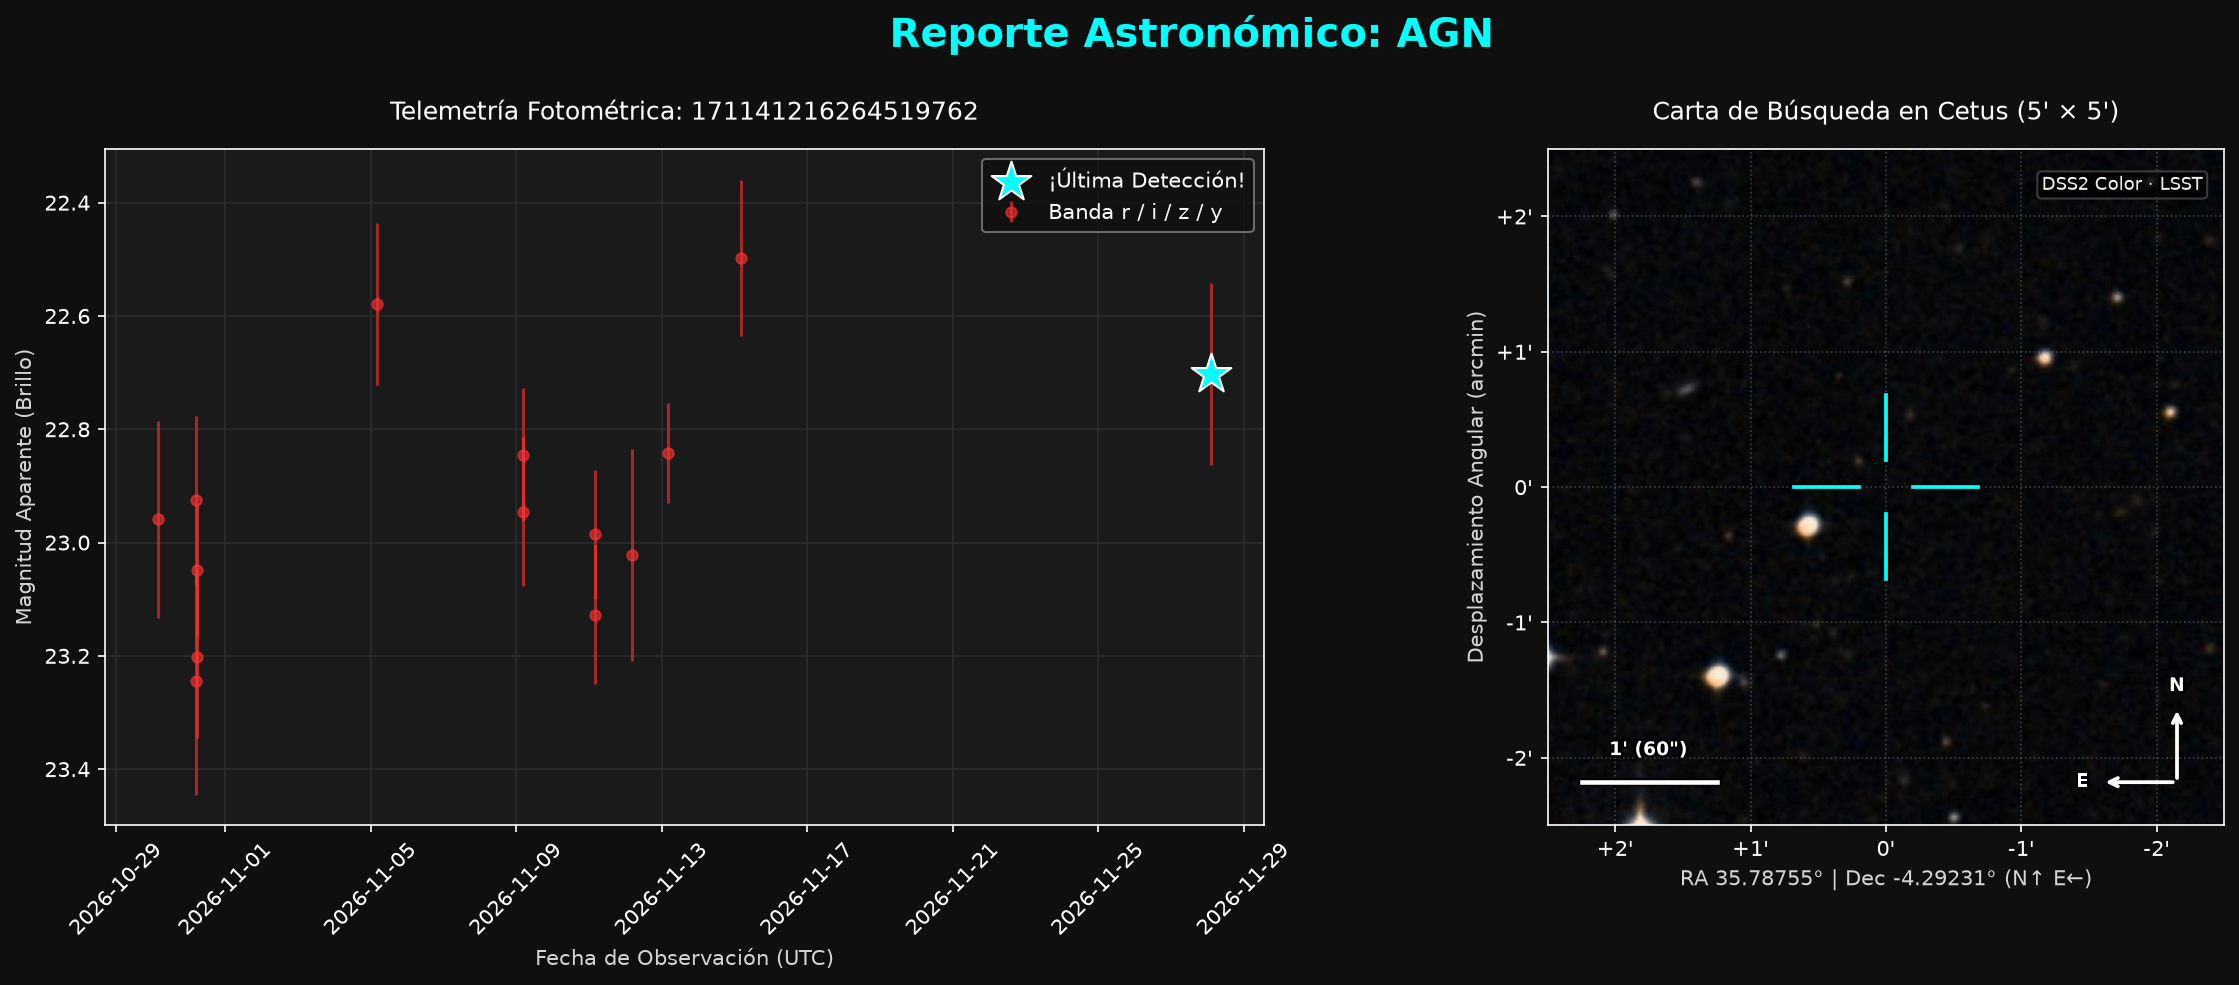 Reporte Astronómico: AGN
Telemetría Fotométrica: 171141216264519762
¡Última Detección!
Banda r / i / z / y
Magnitud Aparente (Brillo)
22.4
22.6
22.8
23.0
23.2
23.4
2026-10-29
2026-11-01
2026-11-05
2026-11-09
2026-11-13
2026-11-17
2026-11-21
2026-11-25
2026-11-29
Fecha de Observación (UTC)
Carta de Búsqueda en Cetus (5' × 5')
DSS2 Color · LSST
Desplazamiento Angular (arcmin)
+2'
+1'
0'
-1'
-2'
N
E
1' (60")
+2'
+1'
0'
-1'
-2'
RA 35.78755° | Dec -4.29231° (N↑ E←)